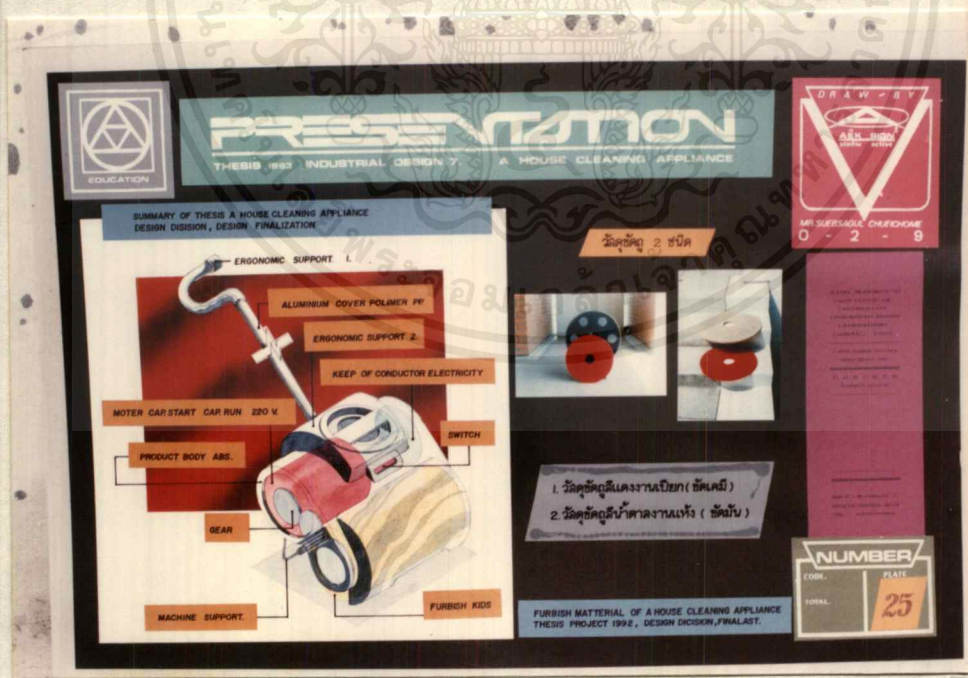 EDUCATION
PRESENTATION
THESIS 1993 INDUSTRIAL DESIGN 7. A HOUSE CLEANING APPLIANCE
DRAW-BY
AEK SIGN
studio active
MR.SUEBSAGUL CHUEICHOME
0 - 2 - 9
SUMMARY OF THESIS A HOUSE CLEANING APPLIANCE
DESIGN DISISION, DESIGN FINALIZATION
ERGONOMIC SUPPORT. 1.
ALUMINIUM COVER POLIMER PP.
ERGONOMIC SUPPORT 2.
KEEP OF CONDUCTOR ELECTRICITY
MOTER CAP.START CAP. RUN 220 V.
SWITCH
PRODUCT BODY ABS.
GEAR
MACHINE SUPPORT.
FURBISH KIDS
วัสดุขัดถู 2 ชนิด
1. วัสดุขัดถูสีแดงงานเปียก ( ขัดเคมี )
2. วัสดุขัดถูสีน้ำตาลงานแห้ง ( ขัดมัน )
FURBISH MATTERIAL OF A HOUSE CLEANING APPLIANCE
THESIS PROJECT 1992, DESIGN DICISION,FINALAST.
NUMBER
CODE. PLATE
TOTAL. 25